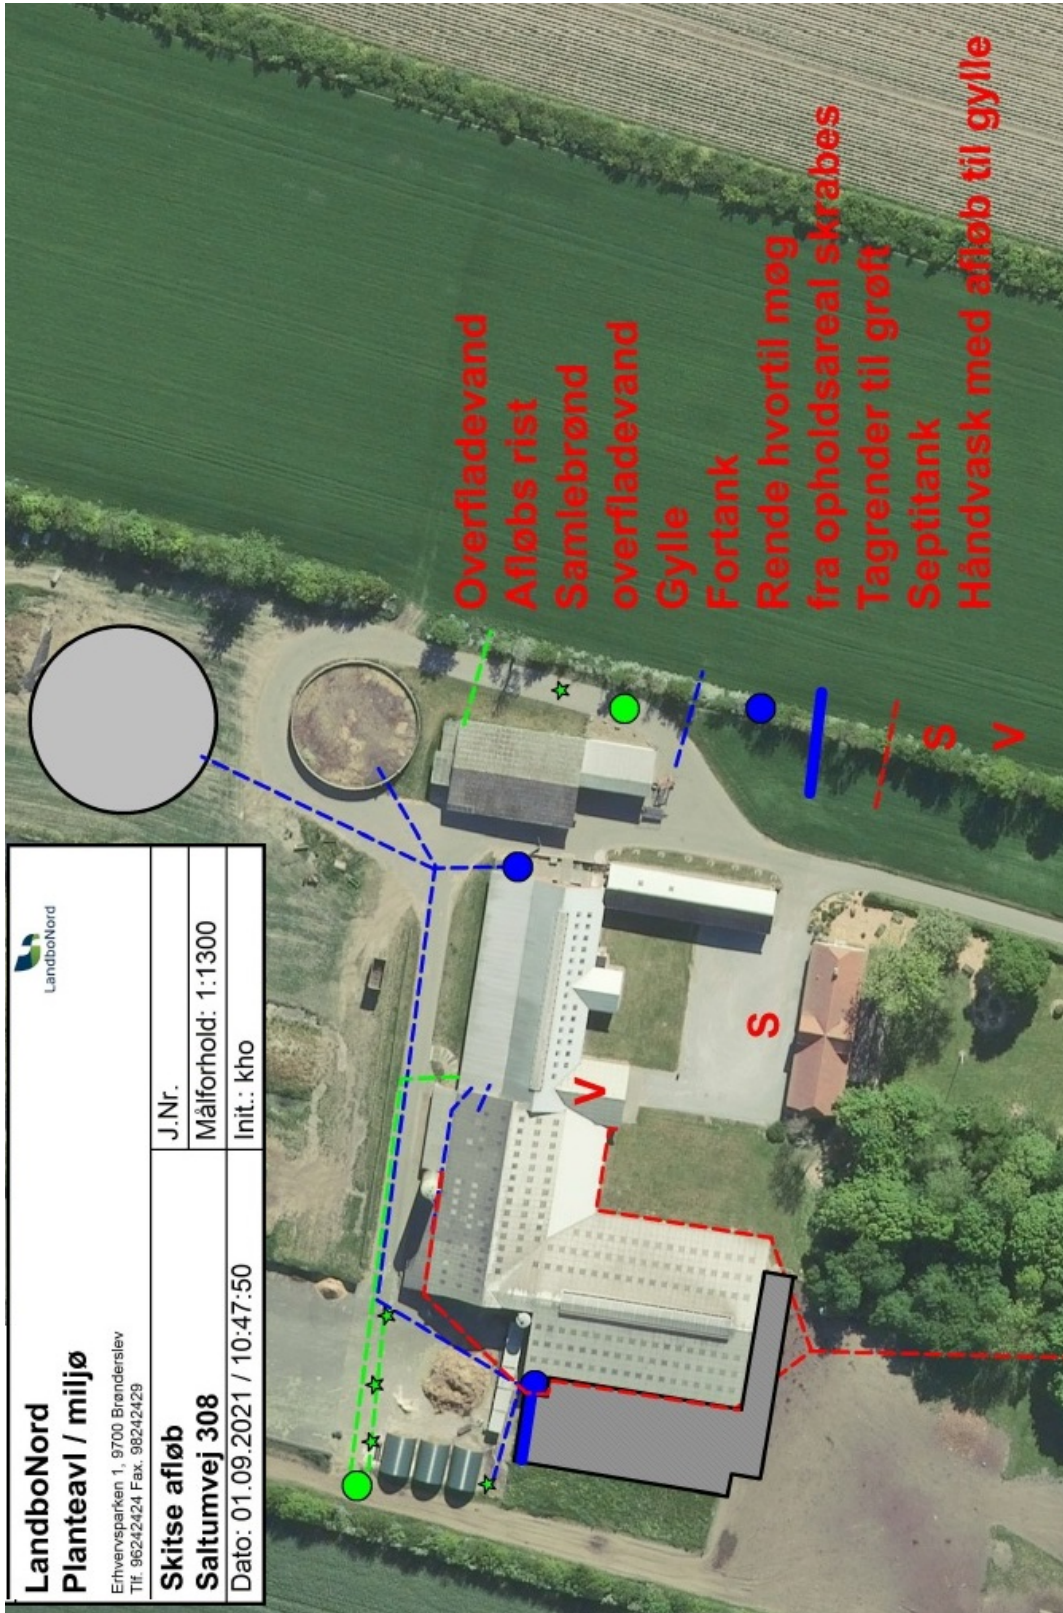 LandboNord
Planteavl / miljø
LandboNord
Erhvervsparken 1, 9700 Brønderslev
Tlf. 96242424 Fax. 98242429
Skitse afløb
J.Nr.
Saltumvej 308
Målforhold: 1:1300
Dato: 01.09.2021 / 10:47:50
Init.: kho
V
S
Overfladevand
Afløbs rist
Samlebrønd
overfladevand
Gylle
Fortank
Rende hvortil møg
fra opholdsareal skrabes
Tagrender til grøft
S Septitank
V Håndvask med afløb til gylle